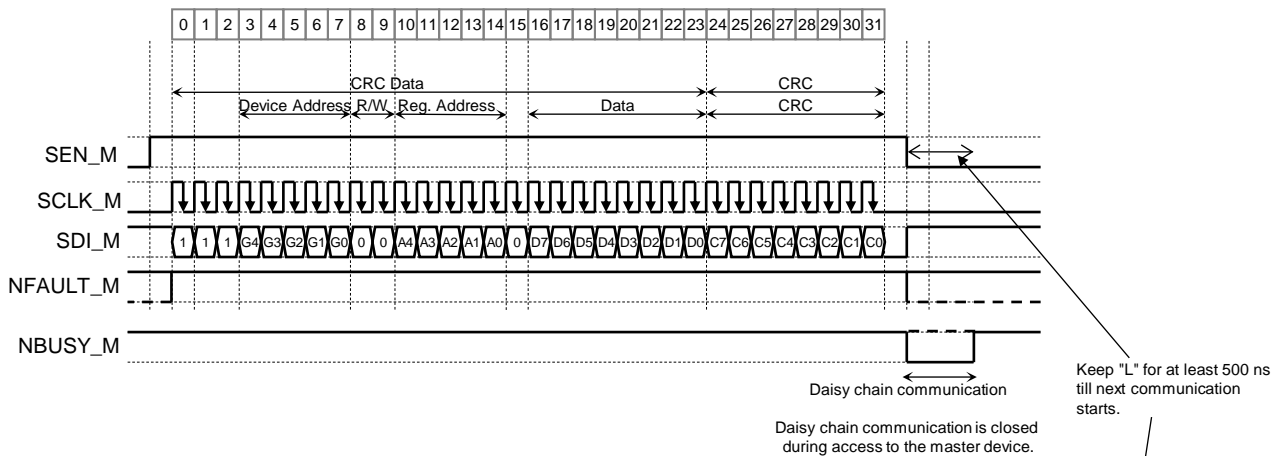 0 1 2 3 4 5 6 7 8 9 10 11 12 13 14 15 16 17 18 19 20 21 22 23 24 25 26 27 28 29 30 31
CRC Data CRC
Device Address R/W Reg. Address Data CRC
SEN_M
SCLK_M
SDI_M 1 1 1 G4 G3 G2 G1 G0 0 0 A4 A3 A2 A1 A0 0 D7 D6 D5 D4 D3 D2 D1 D0 C7 C6 C5 C4 C3 C2 C1 C0
NFAULT_M
NBUSY_M
Keep "L" for at least 500 ns
till next communication
starts.
Daisy chain communication
Daisy chain communication is closed
during access to the master device.